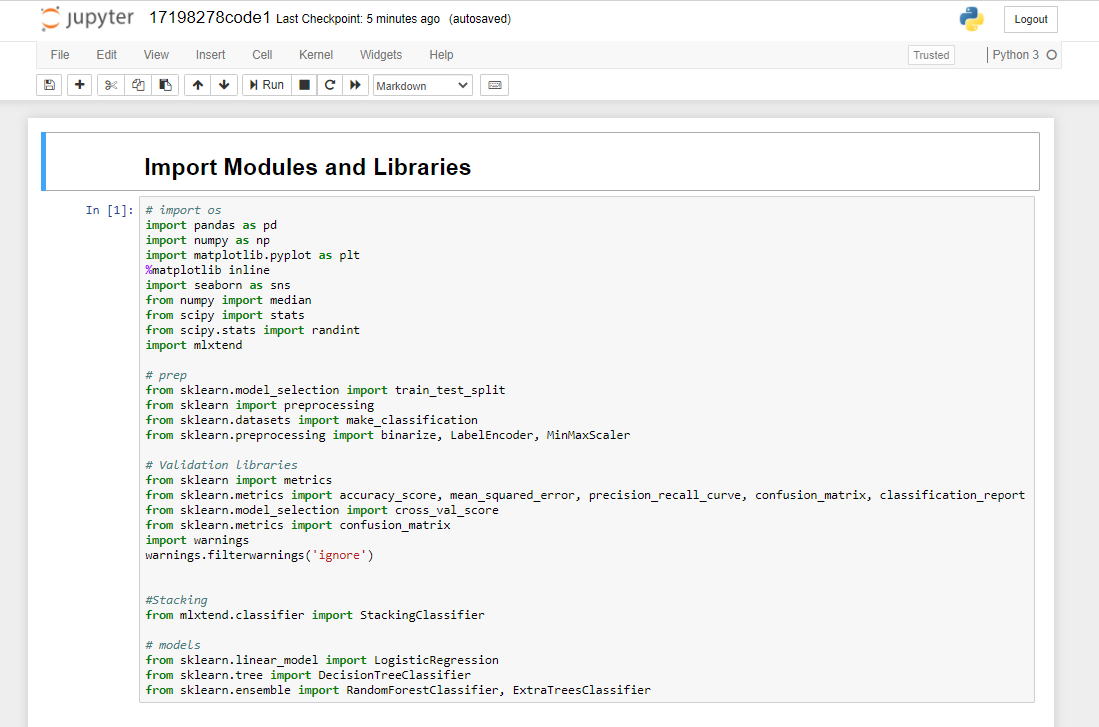 jupyter 17198278code1 Last Checkpoint: 5 minutes ago (autosaved) Logout
File Edit View Insert Cell Kernel Widgets Help Trusted Python 3
Run Markdown
Import Modules and Libraries
In [1]: # import os
import pandas as pd
import numpy as np
import matplotlib.pyplot as plt
%matplotlib inline
import seaborn as sns
from numpy import median
from scipy import stats
from scipy.stats import randint
import mlxtend
# prep
from sklearn.model_selection import train_test_split
from sklearn import preprocessing
from sklearn.datasets import make_classification
from sklearn.preprocessing import binarize, LabelEncoder, MinMaxScaler
# Validation libraries
from sklearn import metrics
from sklearn.metrics import accuracy_score, mean_squared_error, precision_recall_curve, confusion_matrix, classification_report
from sklearn.model_selection import cross_val_score
from sklearn.metrics import confusion_matrix
import warnings
warnings.filterwarnings('ignore')
#Stacking
from mlxtend.classifier import StackingClassifier
# models
from sklearn.linear_model import LogisticRegression
from sklearn.tree import DecisionTreeClassifier
from sklearn.ensemble import RandomForestClassifier, ExtraTreesClassifier